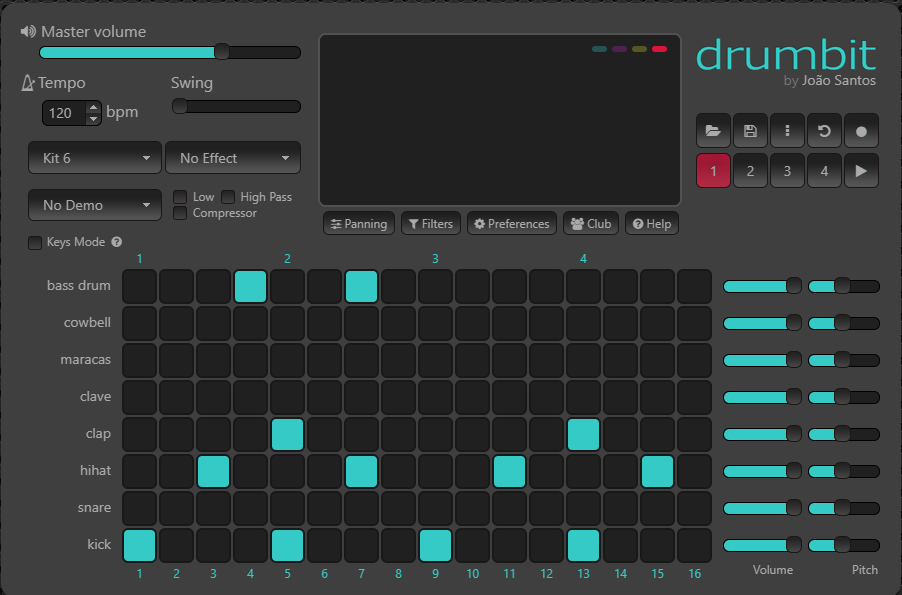 Master volume
drumbit
by João Santos
Tempo
Swing
120 bpm
Kit 6
No Effect
1 2 3 4
No Demo
Low High Pass
Compressor
Panning Filters Preferences Club Help
Keys Mode
1 2 3 4
bass drum
cowbell
maracas
clave
clap
hihat
snare
kick
1 2 3 4 5 6 7 8 9 10 11 12 13 14 15 16
Volume Pitch